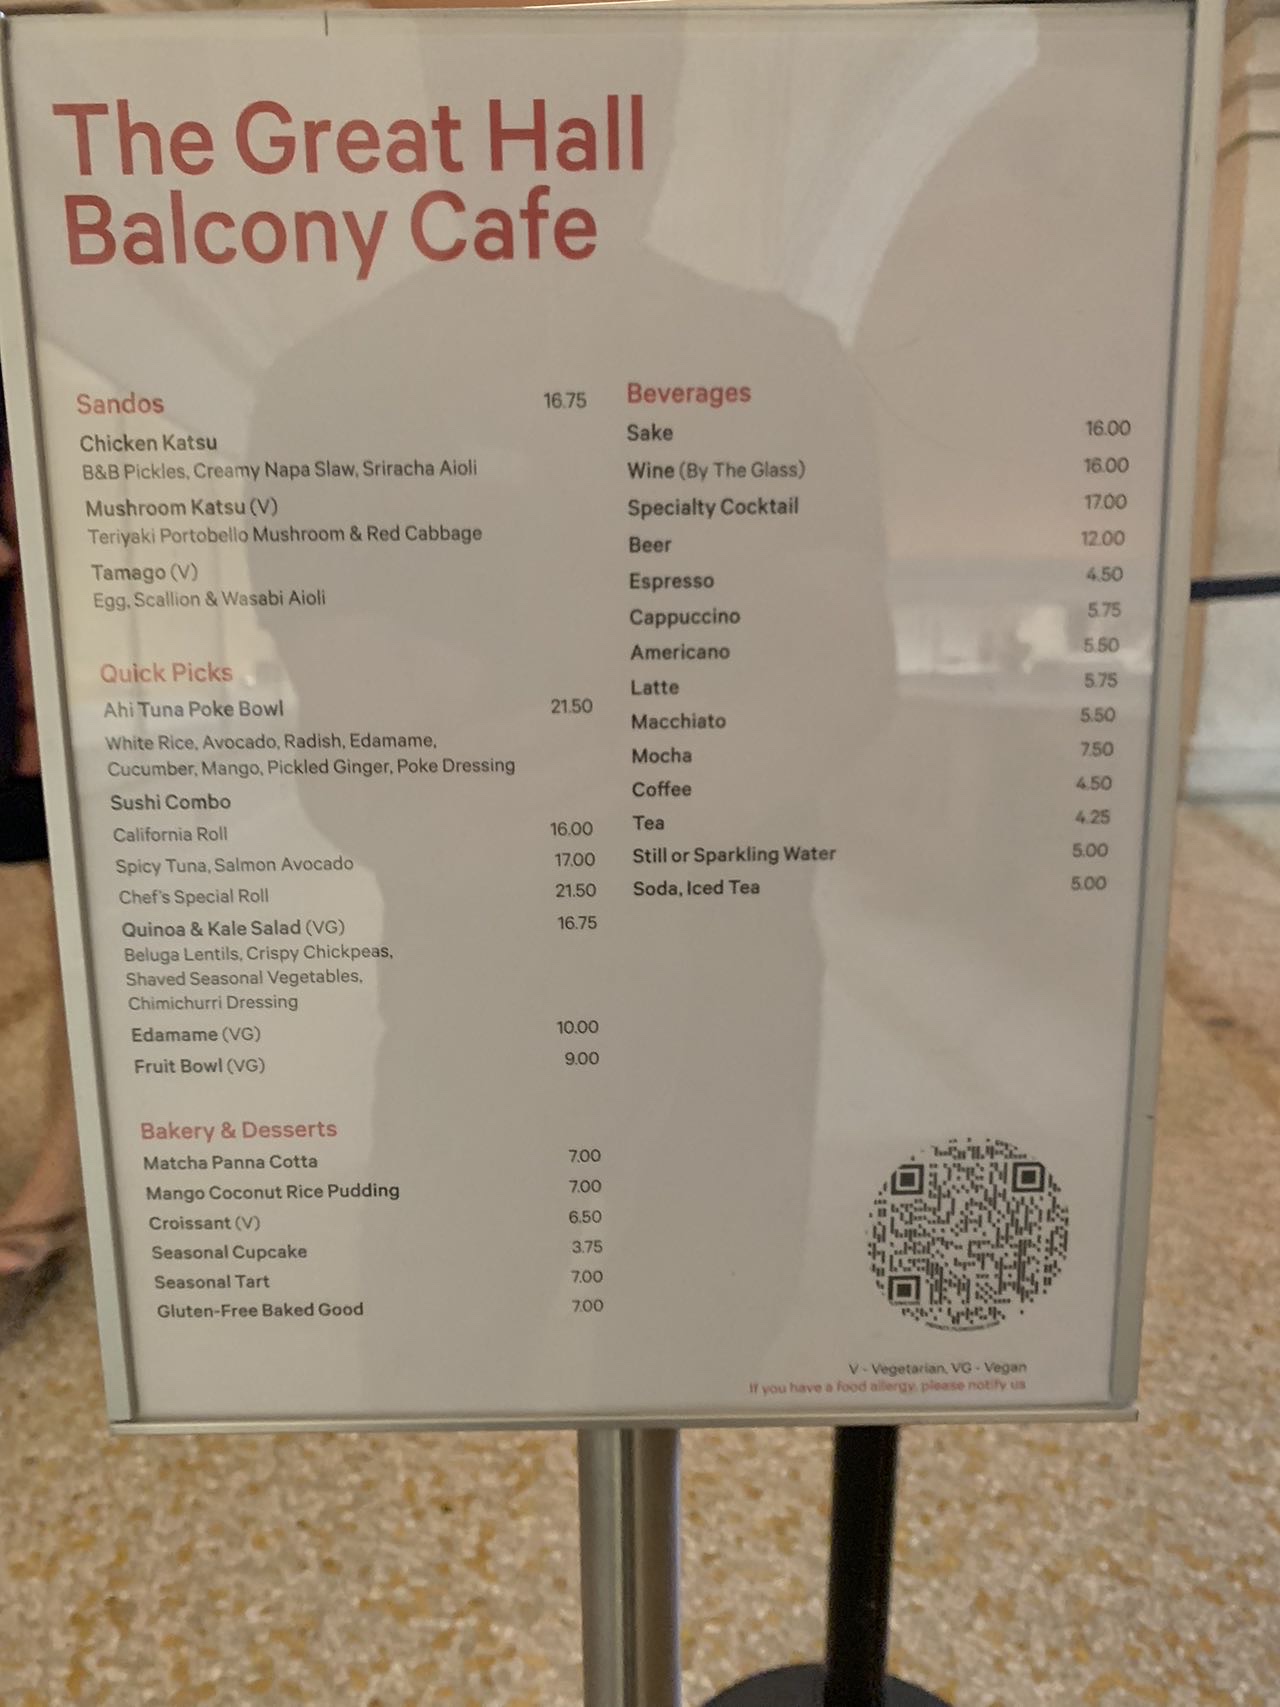 The Great Hall
Balcony Cafe
Sandos 16.75
Chicken Katsu
B&B Pickles, Creamy Napa Slaw, Sriracha Aioli
Mushroom Katsu (V)
Teriyaki Portobello Mushroom & Red Cabbage
Tamago (V)
Egg, Scallion & Wasabi Aioli
Quick Picks
Ahi Tuna Poke Bowl 21.50
White Rice, Avocado, Radish, Edamame,
Cucumber, Mango, Pickled Ginger, Poke Dressing
Sushi Combo
California Roll 16.00
Spicy Tuna, Salmon Avocado 17.00
Chef's Special Roll 21.50
Quinoa & Kale Salad (VG) 16.75
Beluga Lentils, Crispy Chickpeas,
Shaved Seasonal Vegetables,
Chimichurri Dressing
Edamame (VG) 10.00
Fruit Bowl (VG) 9.00
Bakery & Desserts
Matcha Panna Cotta 7.00
Mango Coconut Rice Pudding 7.00
Croissant (V) 6.50
Seasonal Cupcake 3.75
Seasonal Tart 7.00
Gluten-Free Baked Good 7.00
Beverages
Sake 16.00
Wine (By The Glass) 16.00
Specialty Cocktail 17.00
Beer 12.00
Espresso 4.50
Cappuccino 5.75
Americano 5.50
Latte 5.75
Macchiato 5.50
Mocha 7.50
Coffee 4.50
Tea 4.25
Still or Sparkling Water 5.00
Soda, Iced Tea 5.00
V - Vegetarian, VG - Vegan
If you have a food allergy, please notify us